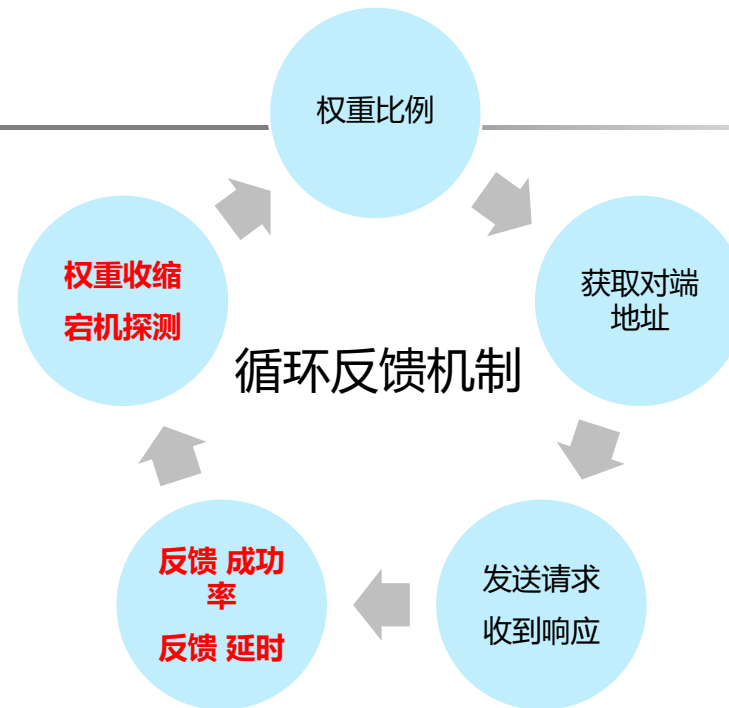 权重比例
获取对端
地址
发送请求
收到响应
反馈 成功
率
反馈 延时
权重收缩
宕机探测
循环反馈机制